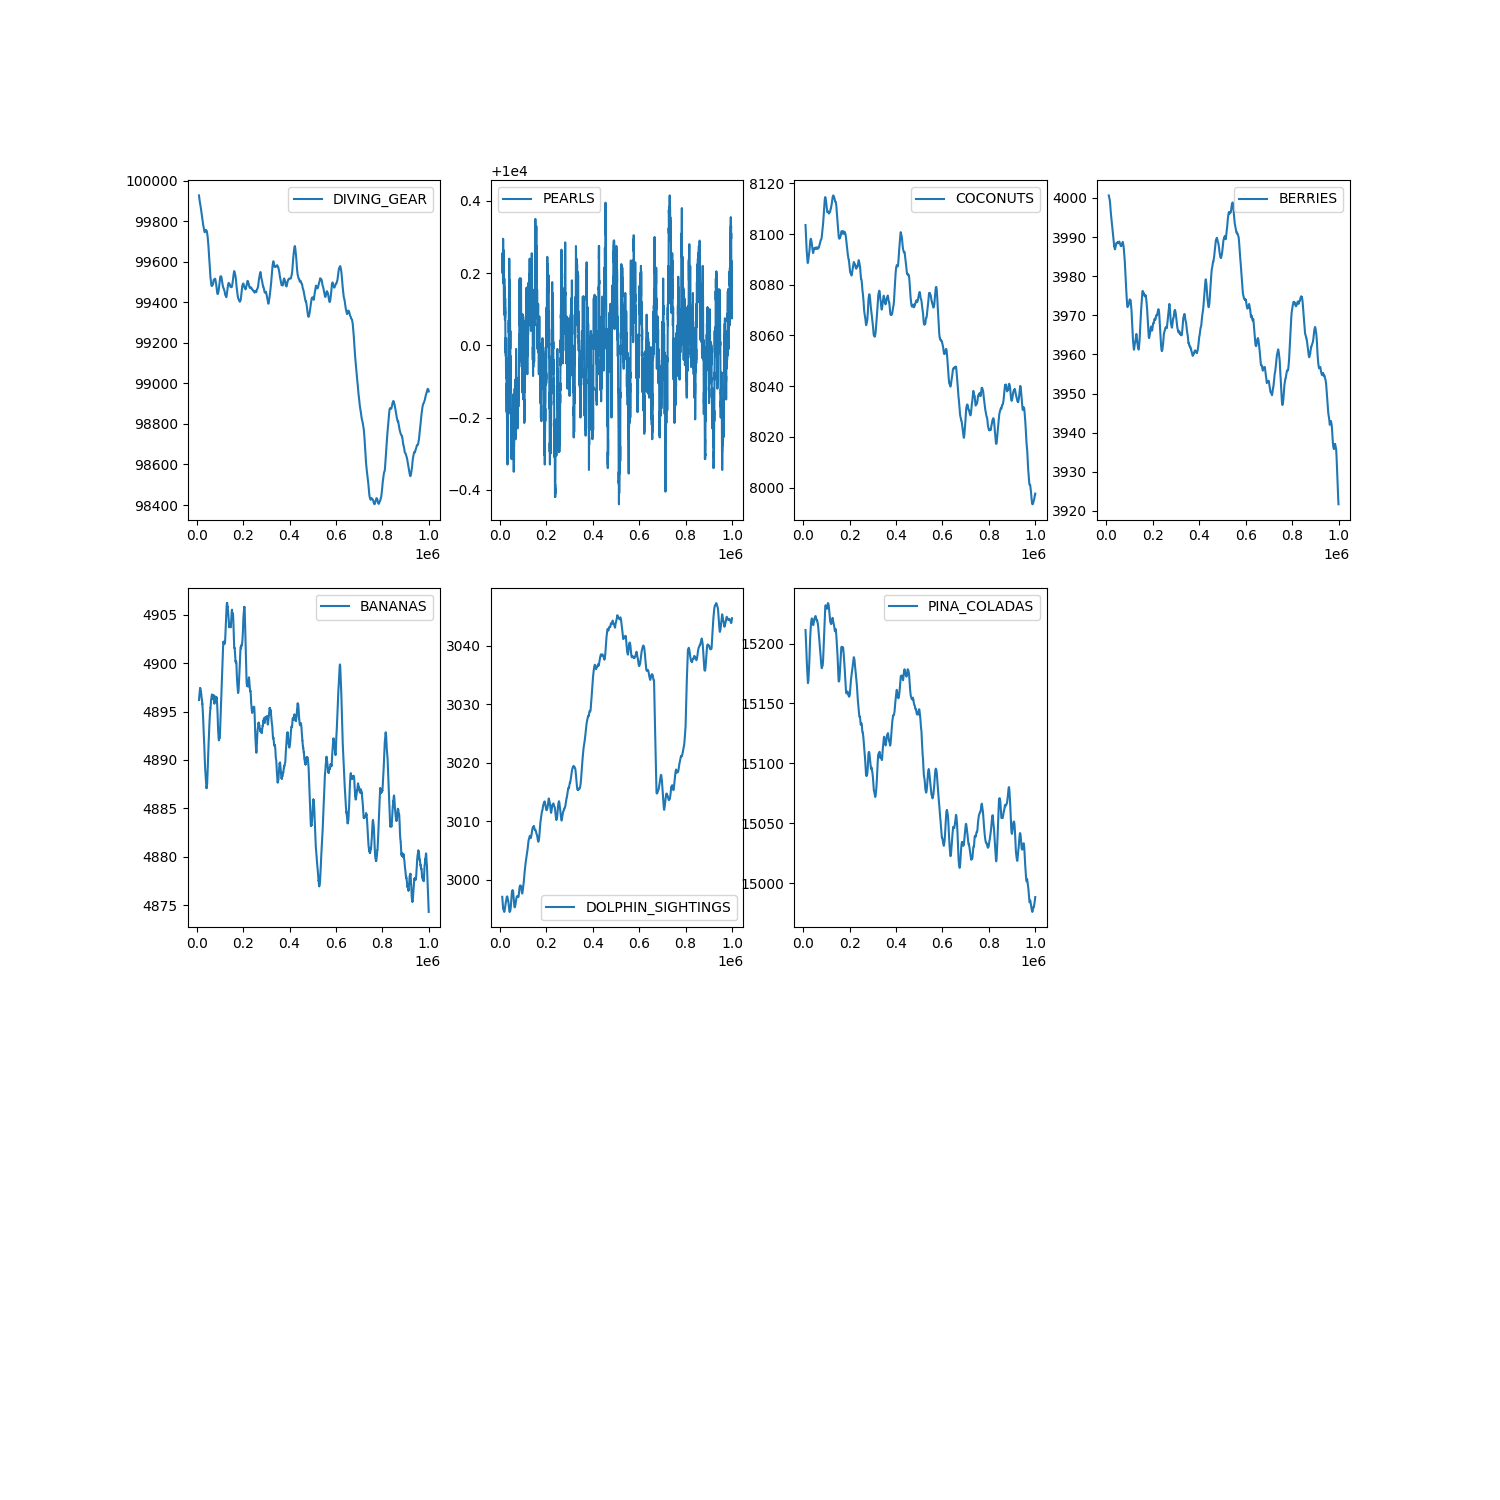 +1e4
DIVING_GEAR
PEARLS
COCONUTS
BERRIES
100000
99800
99600
99400
99200
99000
98800
98600
98400
0.4
0.2
0.0
−0.2
−0.4
8120
8100
8080
8060
8040
8020
8000
4000
3990
3980
3970
3960
3950
3940
3930
3920
0.0 0.2 0.4 0.6 0.8 1.0
1e6
0.0 0.2 0.4 0.6 0.8 1.0
1e6
0.0 0.2 0.4 0.6 0.8 1.0
1e6
0.0 0.2 0.4 0.6 0.8 1.0
1e6
BANANAS
4905
4900
4895
4890
4885
4880
4875
0.0 0.2 0.4 0.6 0.8 1.0
1e6
3040
3030
3020
3010
3000
DOLPHIN_SIGHTINGS
0.0 0.2 0.4 0.6 0.8 1.0
1e6
PINA_COLADAS
15200
15150
15100
15050
15000
0.0 0.2 0.4 0.6 0.8 1.0
1e6